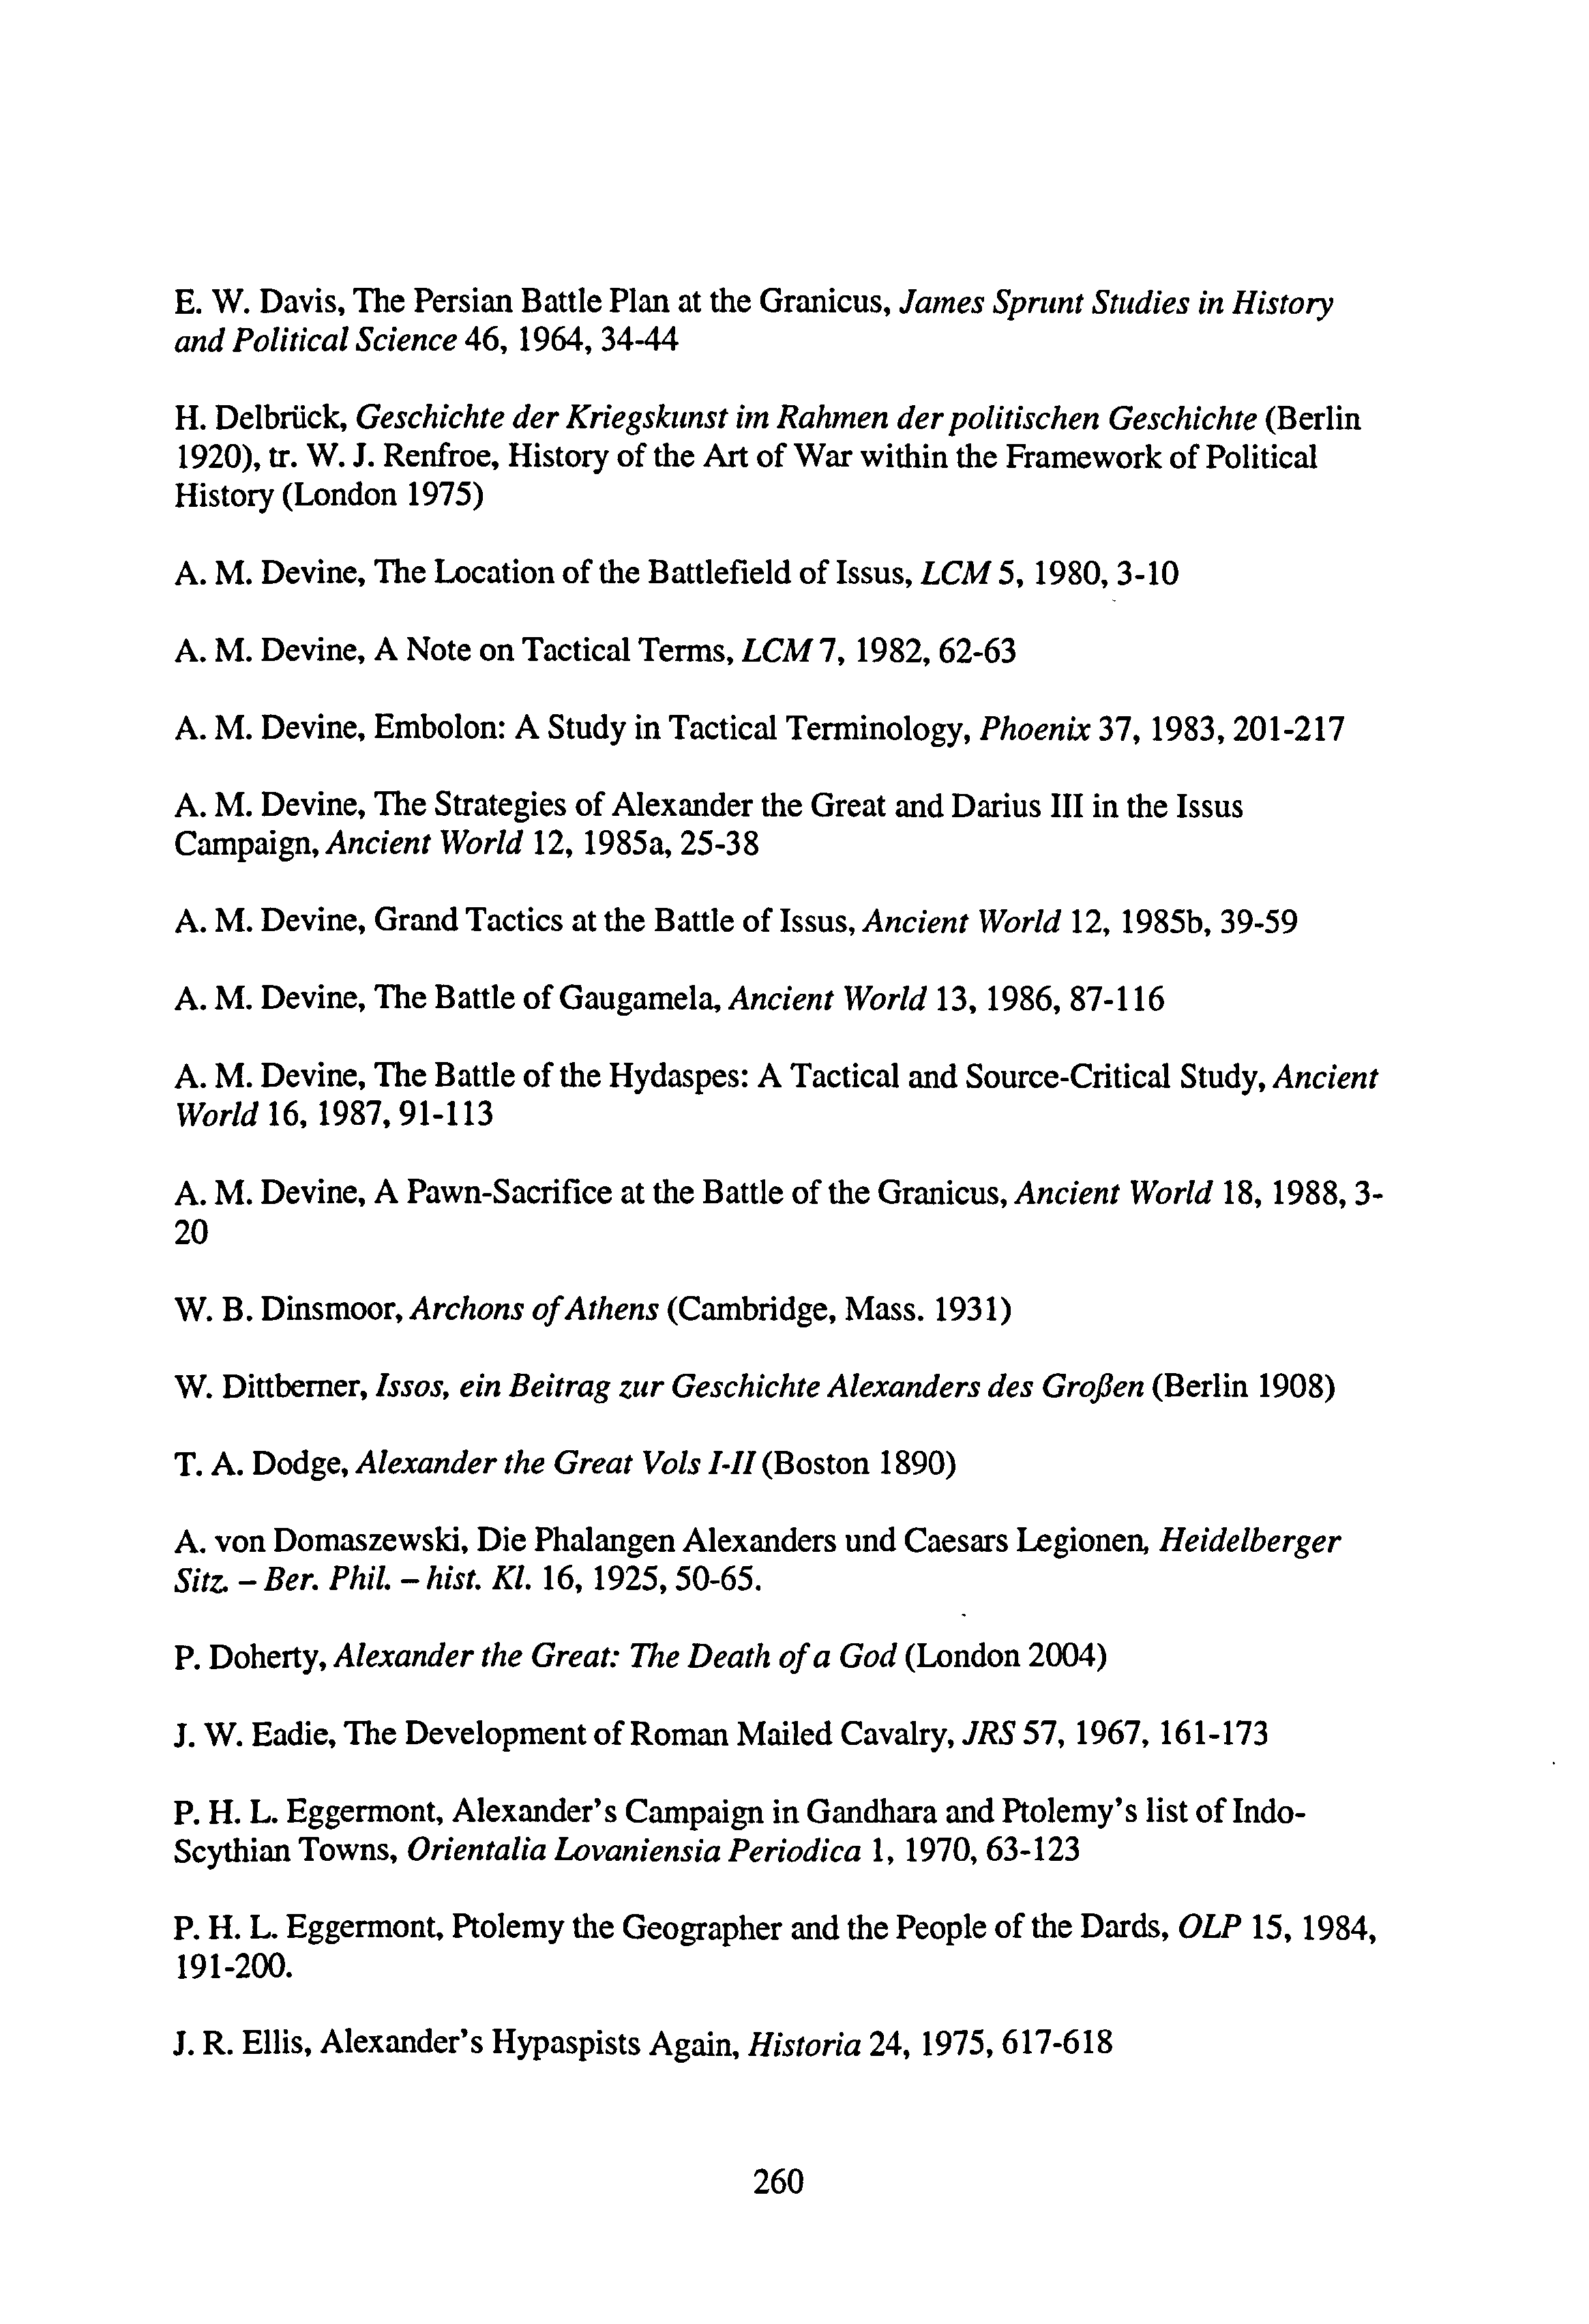 E. W. Davis, The Persian Battle Plan at the Granicus, James Sprunt Studies in History
and Political Science 46, 1964, 34-44
H. Delbrück, Geschichte der Kriegskunst im Rahmen der politischen Geschichte (Berlin
1920), tr. W. J. Renfroe, History of the Art of War within the Framework of Political
History (London 1975)
A. M. Devine, The Location of the Battlefield of Issus, LCM 5, 1980, 3-10
A. M. Devine, A Note on Tactical Terms, LCM 7, 1982, 62-63
A. M. Devine, Embolon: A Study in Tactical Terminology, Phoenix 37, 1983, 201-217
A. M. Devine, The Strategies of Alexander the Great and Darius III in the Issus
Campaign, Ancient World 12, 1985a, 25-38
A. M. Devine, Grand Tactics at the Battle of Issus, Ancient World 12, 1985b, 39-59
A. M. Devine, The Battle of Gaugamela, Ancient World 13, 1986, 87-116
A. M. Devine, The Battle of the Hydaspes: A Tactical and Source-Critical Study, Ancient
World 16, 1987, 91-113
A. M. Devine, A Pawn-Sacrifice at the Battle of the Granicus, Ancient World 18, 1988, 3-
20
W. B. Dinsmoor, Archons of Athens (Cambridge, Mass. 1931)
W. Dittberner, Issos, ein Beitrag zur Geschichte Alexanders des Großen (Berlin 1908)
T. A. Dodge, Alexander the Great Vols I-II (Boston 1890)
A. von Domaszewski, Die Phalangen Alexanders und Caesars Legionen, Heidelberger
Sitz. – Ber. Phil. – hist. Kl. 16, 1925, 50-65.
P. Doherty, Alexander the Great: The Death of a God (London 2004)
J. W. Eadie, The Development of Roman Mailed Cavalry, JRS 57, 1967, 161-173
P. H. L. Eggermont, Alexander's Campaign in Gandhara and Ptolemy's list of Indo-
Scythian Towns, Orientalia Lovaniensia Periodica 1, 1970, 63-123
P. H. L. Eggermont, Ptolemy the Geographer and the People of the Dards, OLP 15, 1984,
191-200.
J. R. Ellis, Alexander's Hypaspists Again, Historia 24, 1975, 617-618
260